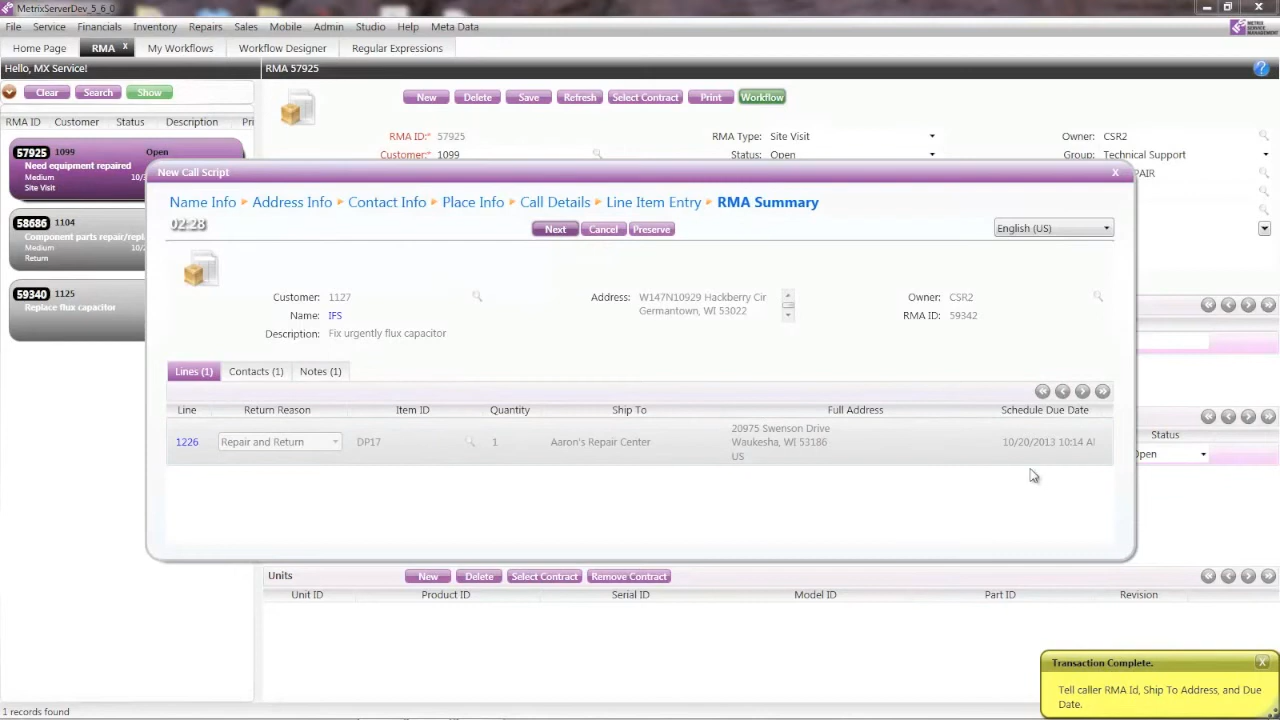 MetrixServerDev_5_6_0
File Service Financials Inventory Repairs Sales Mobile Admin Studio Help Meta Data
METRIX SERVICE MANAGEMENT
Home Page RMA x My Workflows Workflow Designer Regular Expressions
Hello, MX Service! RMA 57925
Clear Search Show New Delete Save Refresh Select Contract Print Workflow
RMA ID Customer Status Description Pri
RMA ID:* 57925 RMA Type: Site Visit Owner: CSR2
Customer:* 1099 Status: Open Group: Technical Support
57925 1099 Open
Need equipment repaired
Medium 10/3
Site Visit
58686 1104
Component parts repair/repl
Medium 10/2
Return
59340 1125
Replace flux capacitor
New Call Script X
Name Info Address Info Contact Info Place Info Call Details Line Item Entry RMA Summary
02:28 Next Cancel Preserve English (US)
Customer: 1127 Address: W147N10929 Hackberry Cir Owner: CSR2
Name: IFS Germantown, WI 53022 RMA ID: 59342
Description: Fix urgently flux capacitor
Lines (1) Contacts (1) Notes (1)
Line Return Reason Item ID Quantity Ship To Full Address Schedule Due Date
1226 Repair and Return DP17 1 Aaron's Repair Center 20975 Swenson Drive 10/20/2013 10:14 A
Waukesha, WI 53186
US
Status
Open
Units New Delete Select Contract Remove Contract
Unit ID Product ID Serial ID Model ID Part ID Revision
Transaction Complete. X
Tell caller RMA Id, Ship To Address, and Due
Date.
1 records found